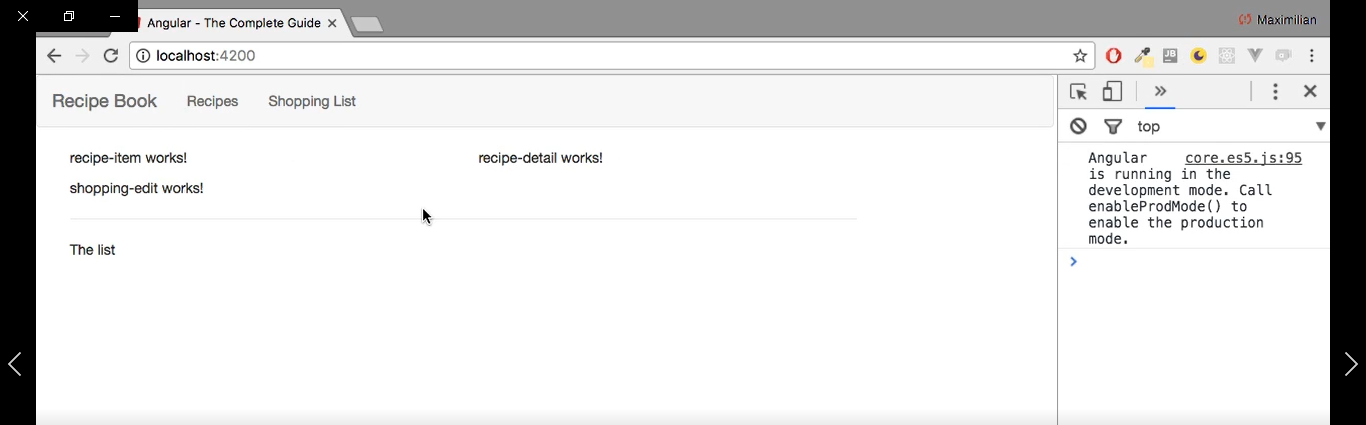 Angular - The Complete Guide
Maximilian
localhost:4200
JB
Recipe Book Recipes Shopping List
top
recipe-item works! recipe-detail works!
shopping-edit works!
The list
Angular core.es5.js:95
is running in the
development mode. Call
enableProdMode() to
enable the production
mode.